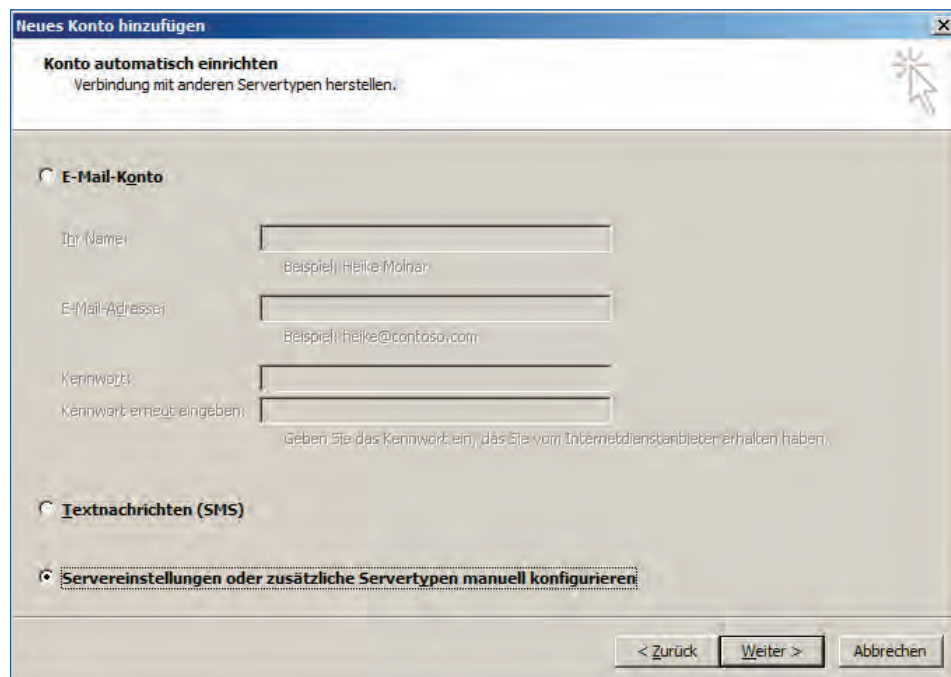 Neues Konto hinzufügen
Konto automatisch einrichten
Verbindung mit anderen Servertypen herstellen.
E-Mail-Konto
Ihr Name:
Beispiel: Heike Molnar
E-Mail-Adresse:
Beispiel: heike@contoso.com
Kennwort:
Kennwort erneut eingeben:
Geben Sie das Kennwort ein, das Sie vom Internetdienstanbieter erhalten haben.
Textnachrichten (SMS)
Servereinstellungen oder zusätzliche Servertypen manuell konfigurieren
< Zurück Weiter > Abbrechen